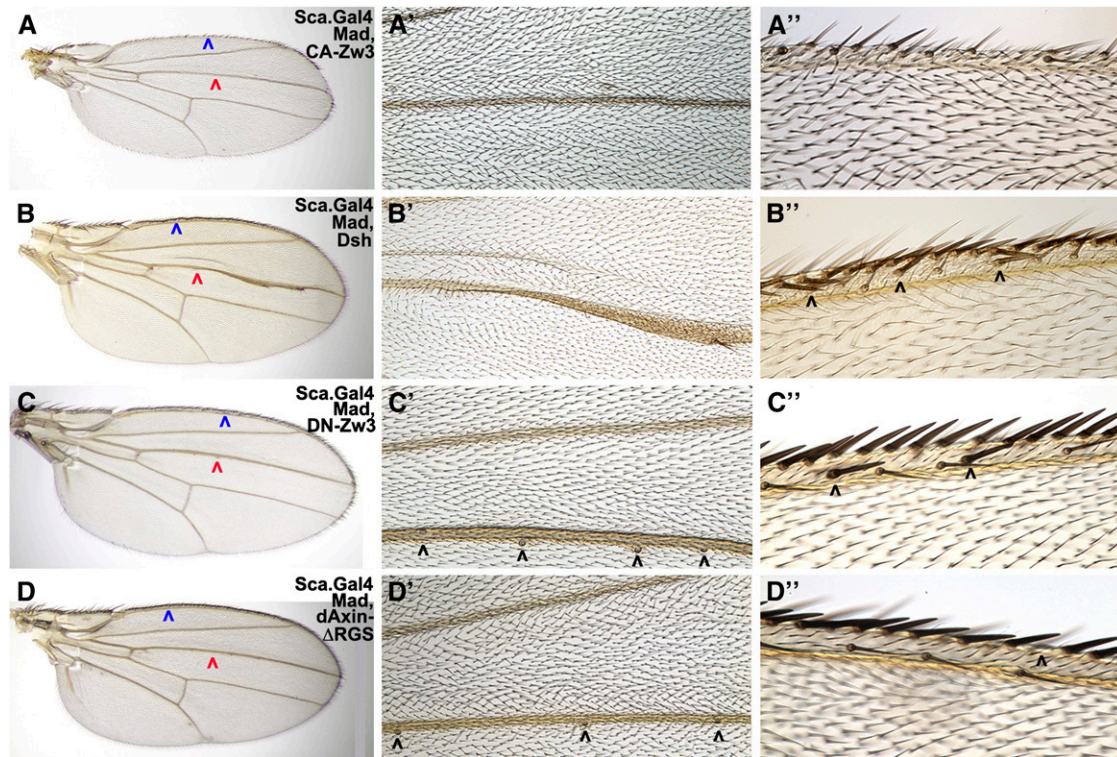 A
Sca.Gal4
Mad,
CA-Zw3
A'
A''
B
Sca.Gal4
Mad,
Dsh
B'
B''
C
Sca.Gal4
Mad,
DN-Zw3
C'
C''
D
Sca.Gal4
Mad,
dAxin-
ΔRGS
D'
D''